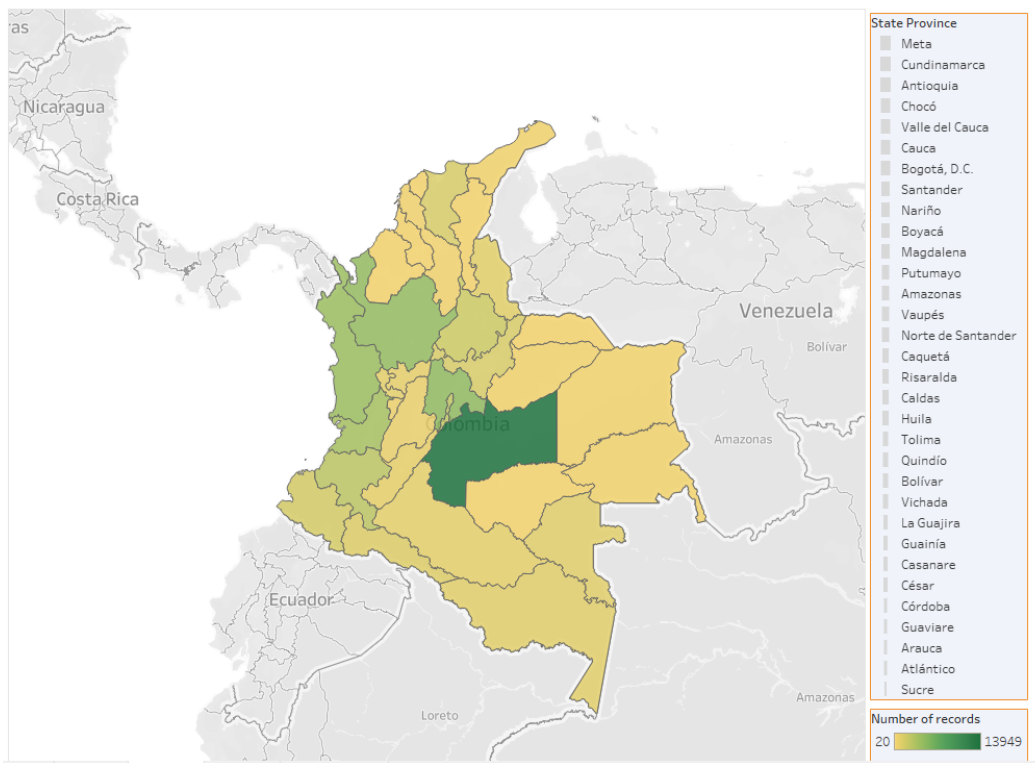 as
Nicaragua
Costa Rica
Venezuela
Bolívar
Amazonas
Colombia
Ecuador
Loreto
Amazonas
State Province
Meta
Cundinamarca
Antioquia
Chocó
Valle del Cauca
Cauca
Bogotá, D.C.
Santander
Nariño
Boyacá
Magdalena
Putumayo
Amazonas
Vaupés
Norte de Santander
Caquetá
Risaralda
Caldas
Huila
Tolima
Quindío
Bolívar
Vichada
La Guajira
Guainía
Casanare
César
Córdoba
Guaviare
Arauca
Atlántico
Sucre
Number of records
20 13949